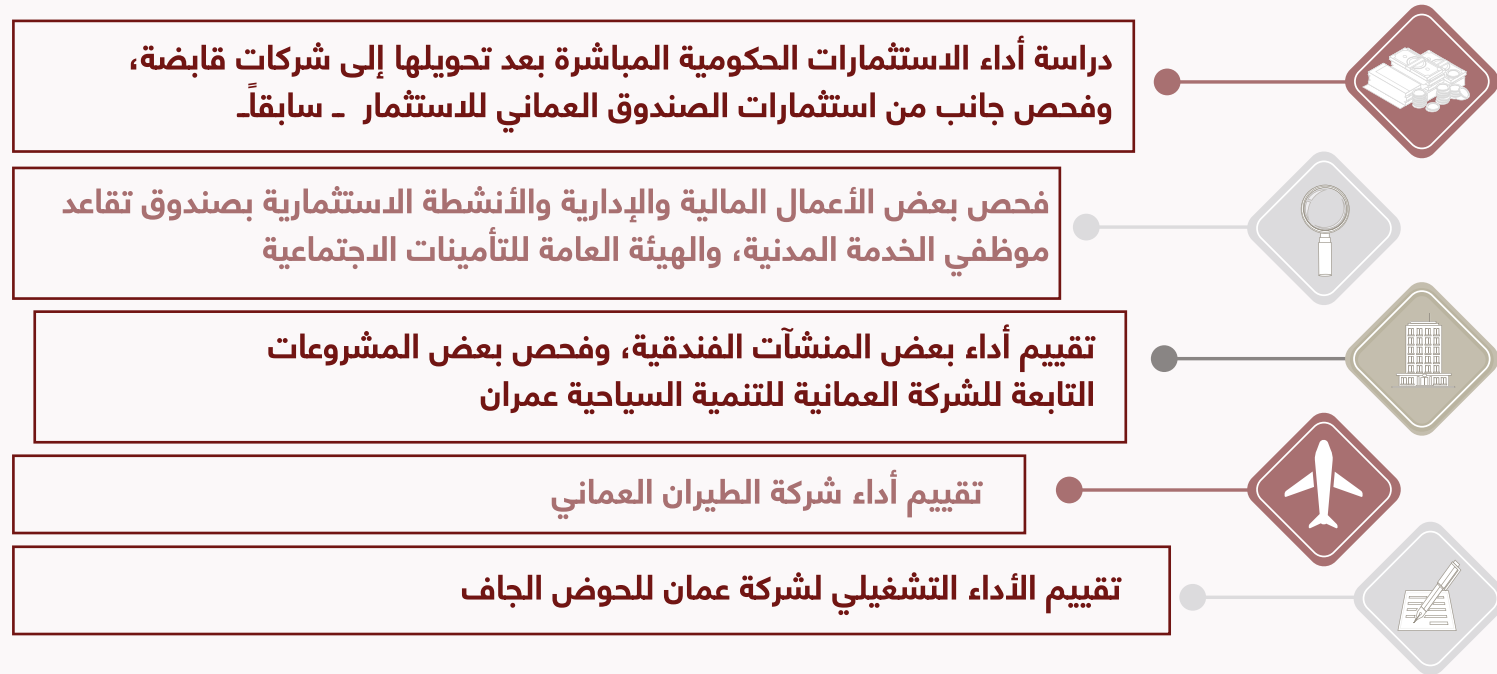 دراسة أداء الاستثمارات الحكومية المباشرة بعد تحويلها إلى شركات قابضة،
وفحص جانب من استثمارات الصندوق العماني للاستثمار ـ سابقاًـ
فحص بعض الأعمال المالية والإدارية والأنشطة الاستثمارية بصندوق تقاعد
موظفي الخدمة المدنية، والهيئة العامة للتأمينات الاجتماعية
تقييم أداء بعض المنشآت الفندقية، وفحص بعض المشروعات
التابعة للشركة العمانية للتنمية السياحية عمران
تقييم أداء شركة الطيران العماني
تقييم الأداء التشغيلي لشركة عمان للحوض الجاف